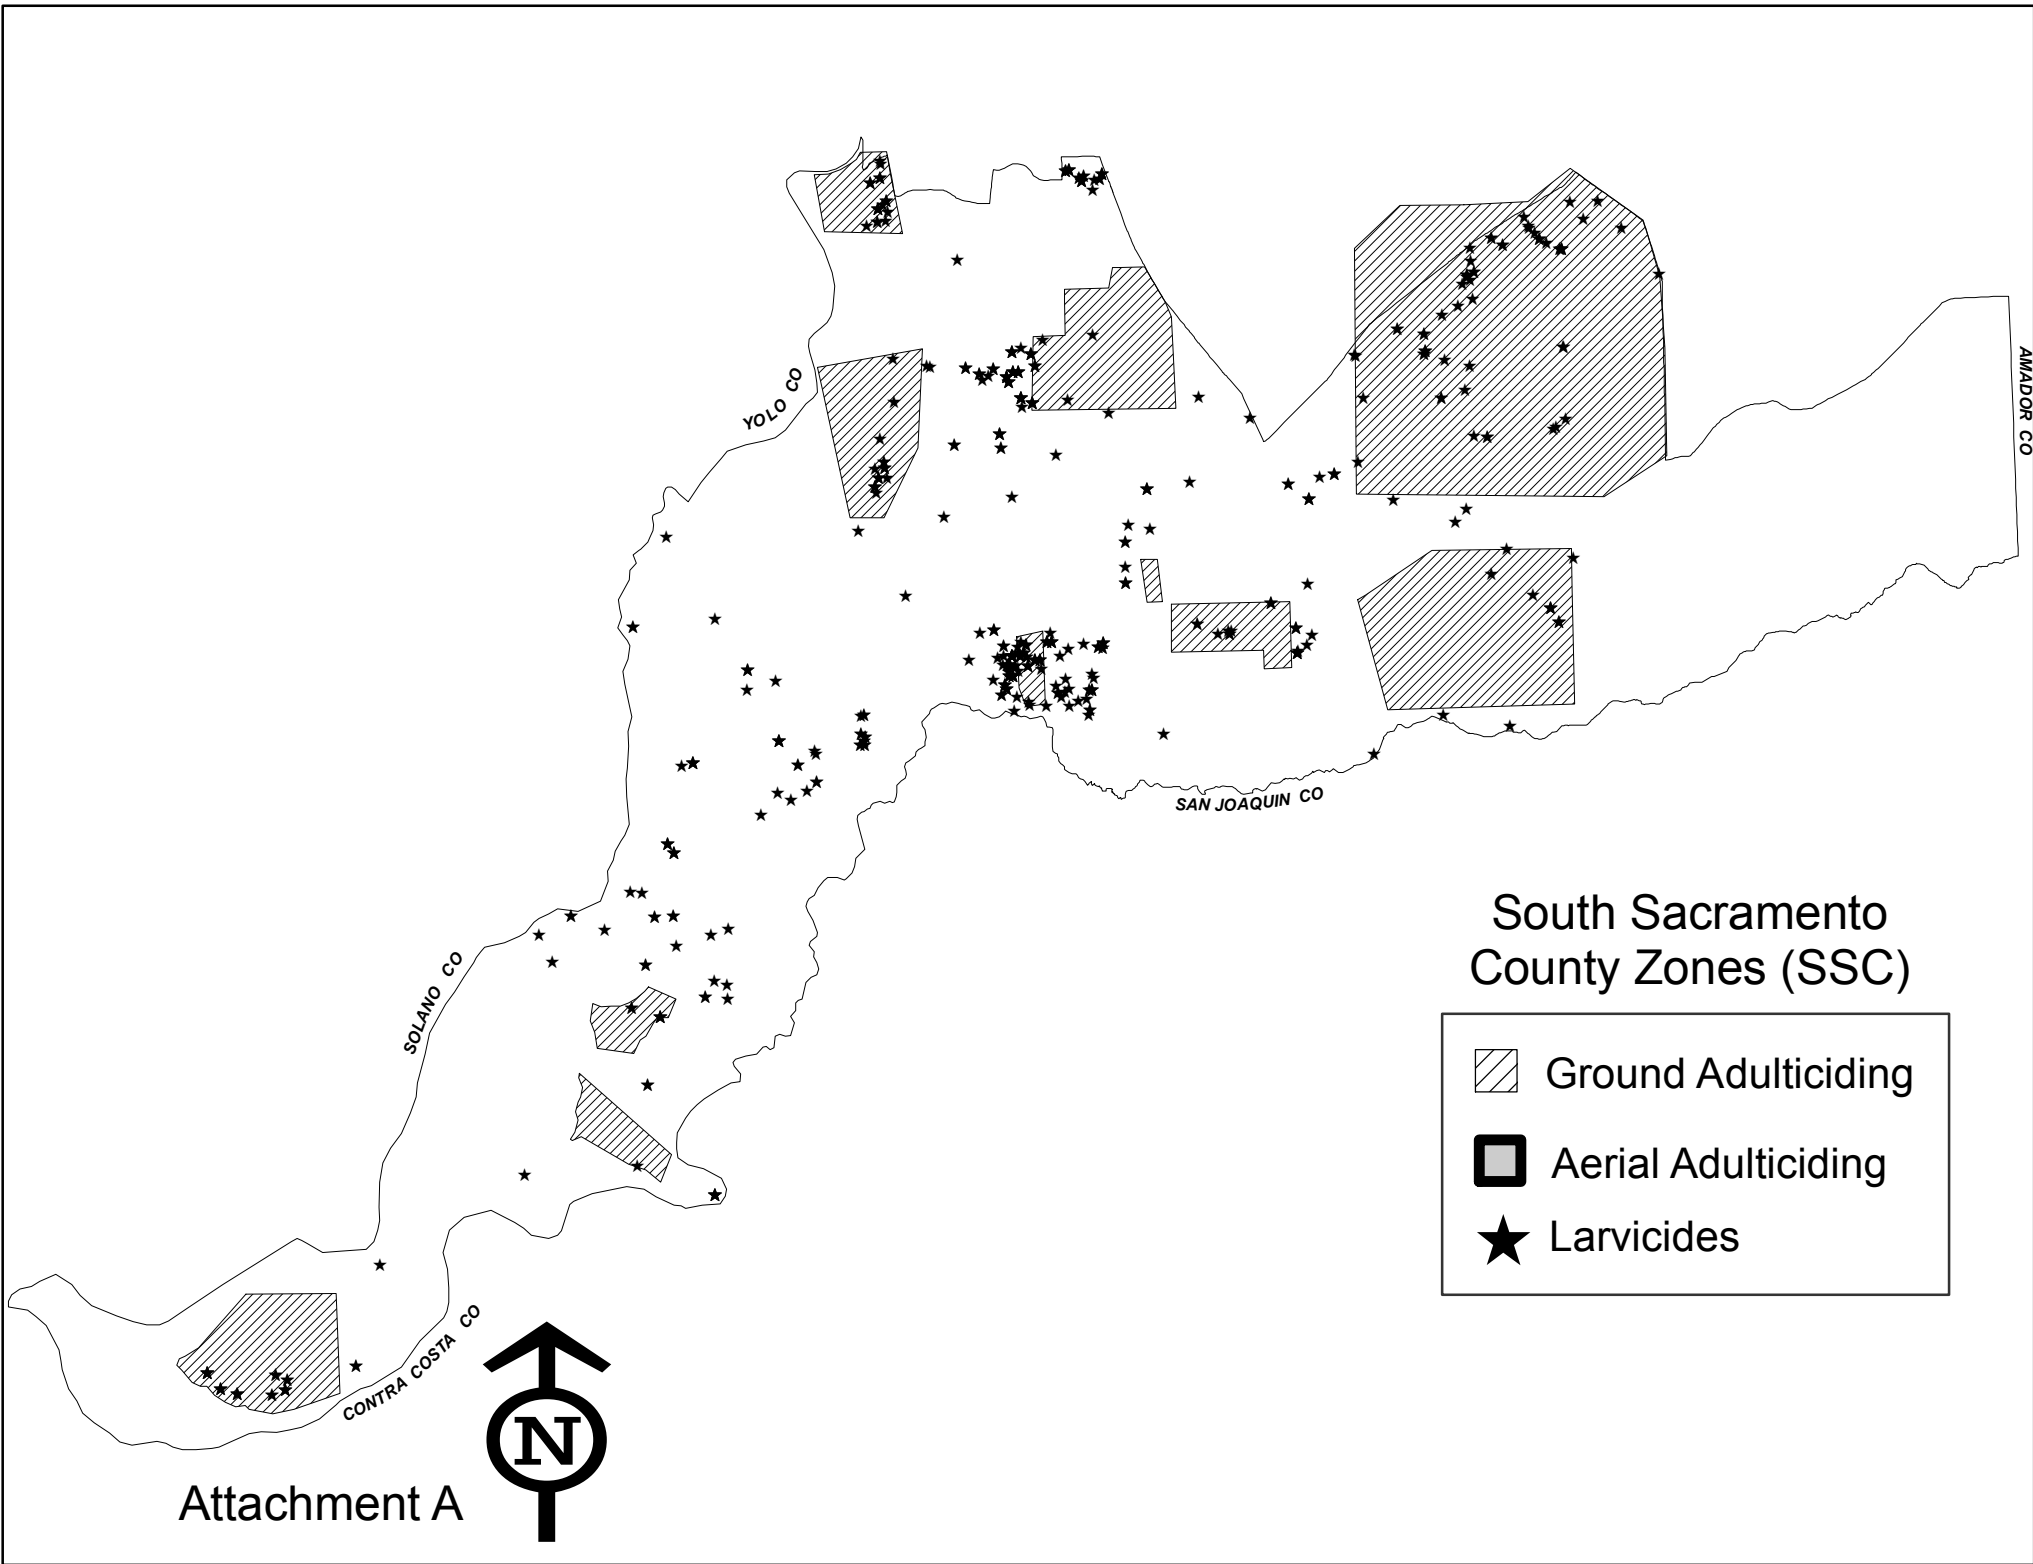 YOLO CO
AMADOR CO
SAN JOAQUIN CO
SOLANO CO
CONTRA COSTA CO
South Sacramento
County Zones (SSC)
Ground Adulticiding
Aerial Adulticiding
Larvicides
N
Attachment A